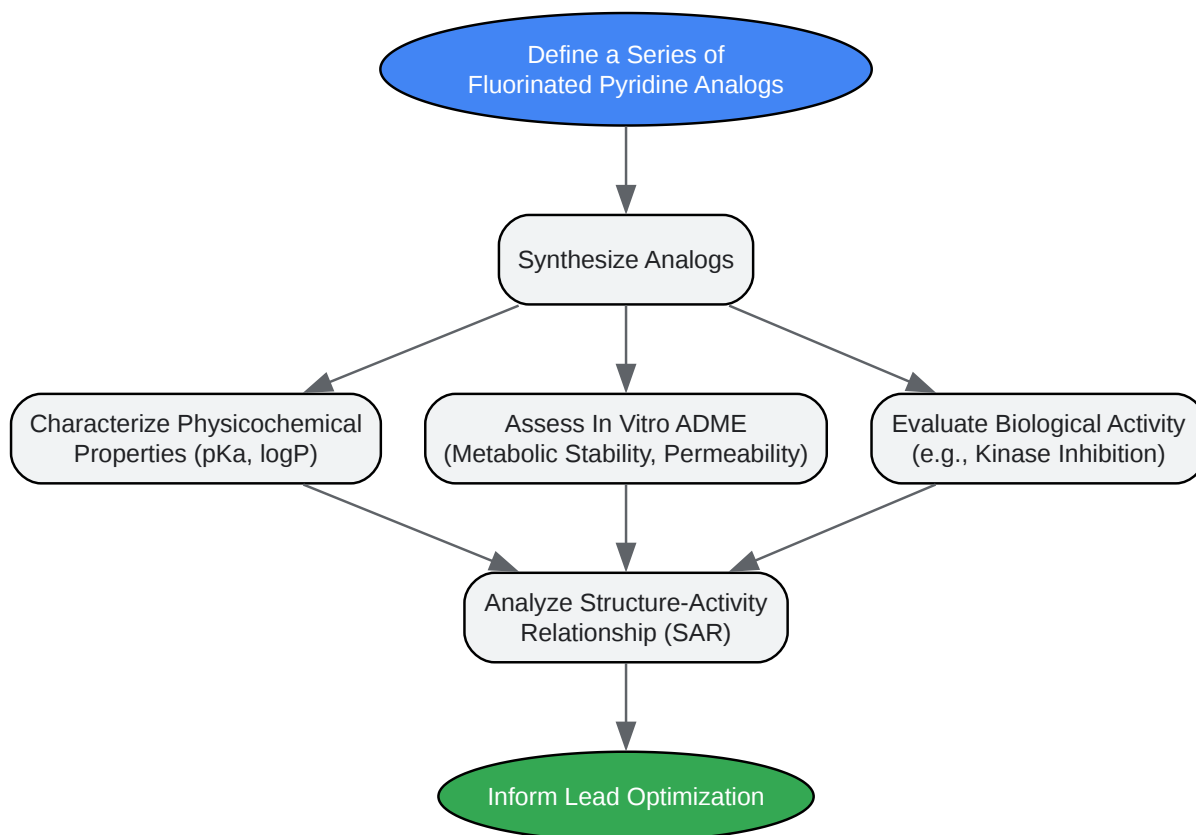 Define a Series of
Fluorinated Pyridine Analogs
Synthesize Analogs
Characterize Physicochemical
Properties (pKa, logP)
Assess In Vitro ADME
(Metabolic Stability, Permeability)
Evaluate Biological Activity
(e.g., Kinase Inhibition)
Analyze Structure-Activity
Relationship (SAR)
Inform Lead Optimization